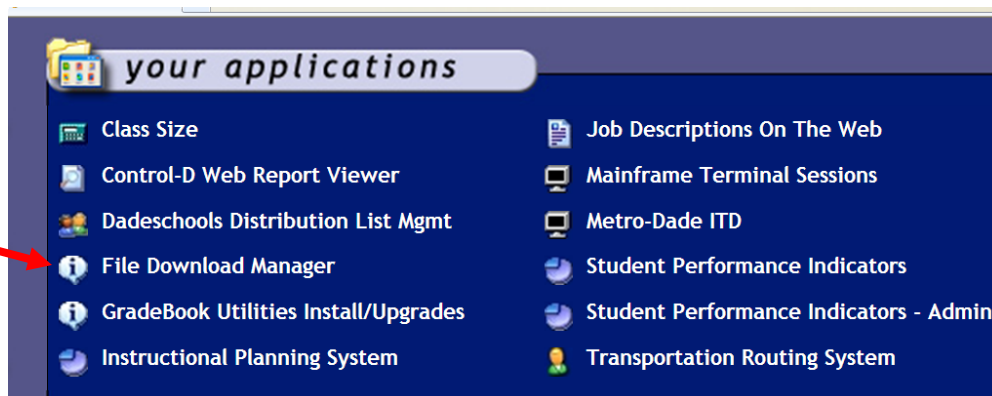 your applications
Class Size
Control-D Web Report Viewer
Dadeschools Distribution List Mgmt
File Download Manager
GradeBook Utilities Install/Upgrades
Instructional Planning System
Job Descriptions On The Web
Mainframe Terminal Sessions
Metro-Dade ITD
Student Performance Indicators
Student Performance Indicators - Admin
Transportation Routing System